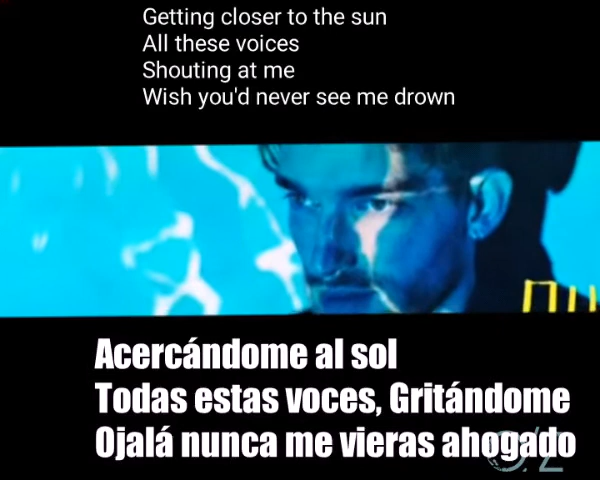 Getting closer to the sun
All these voices
Shouting at me
Wish you'd never see me drown
Acercándome al sol
Todas estas voces, Gritándome
Ojalá nunca me vieras ahogado